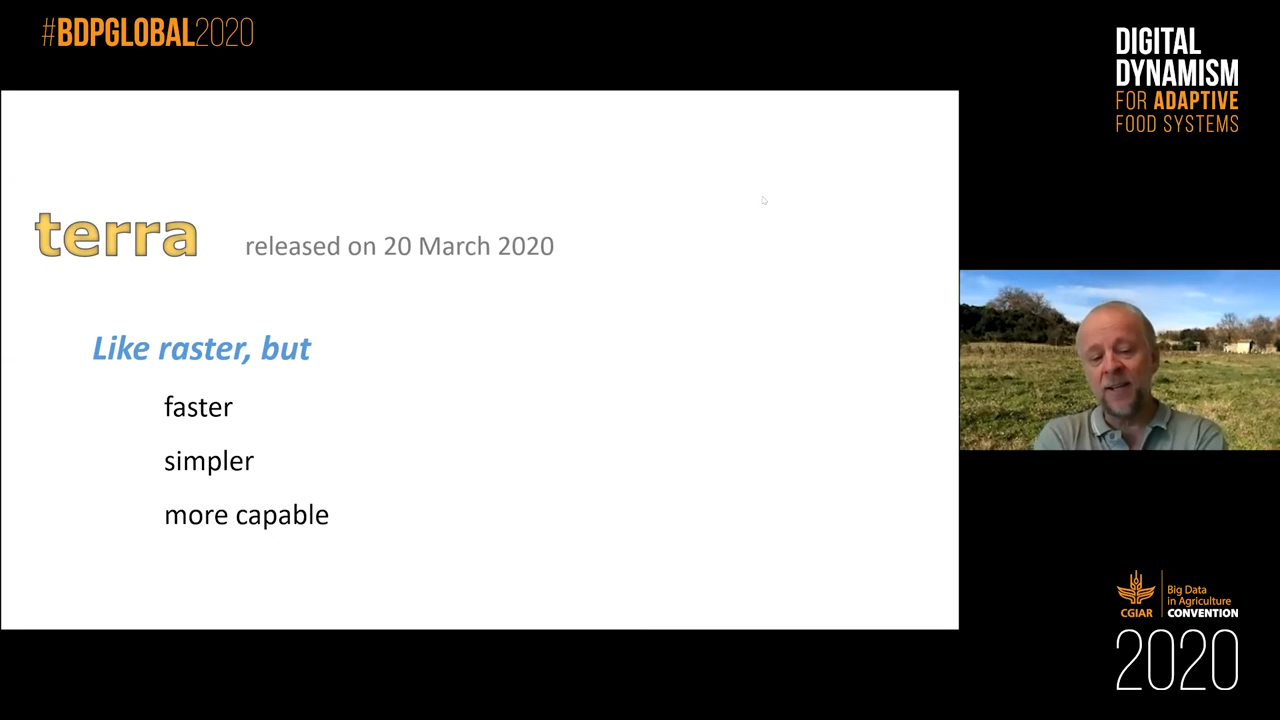 #BDPGLOBAL2020
DIGITAL
DYNAMISM
FOR ADAPTIVE
FOOD SYSTEMS
terra
released on 20 March 2020
Like raster, but
faster
simpler
more capable
CGIAR
Big Data
in Agriculture
CONVENTION
2020